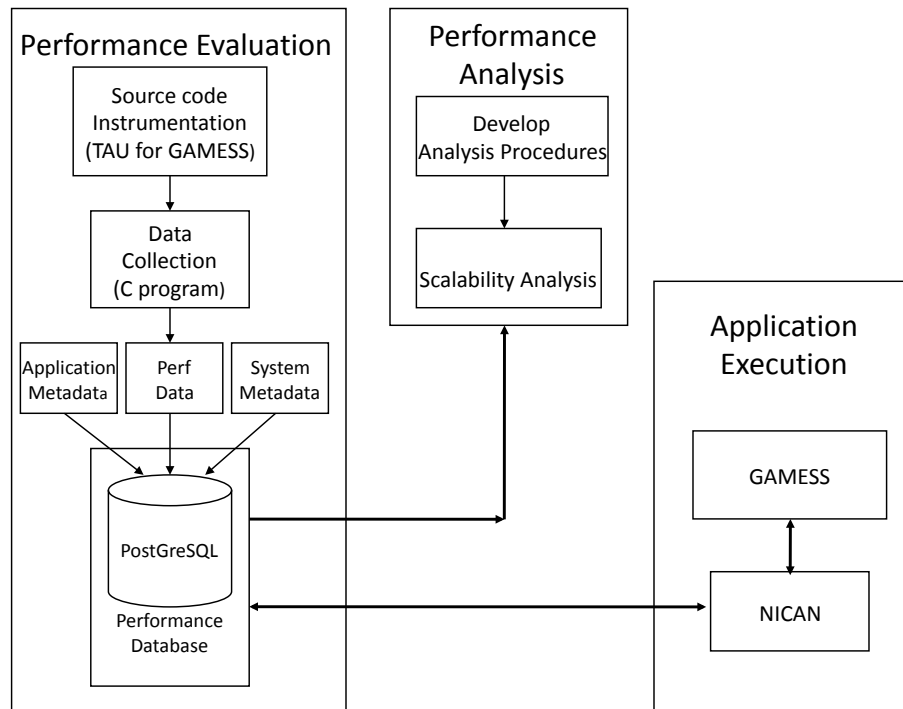 Performance Evaluation
Source code
Instrumentation
(TAU for GAMESS)
Data
Collection
(C program)
Application
Metadata
Perf
Data
System
Metadata
PostGreSQL
Performance
Database
Performance
Analysis
Develop
Analysis Procedures
Scalability Analysis
Application
Execution
GAMESS
NICAN